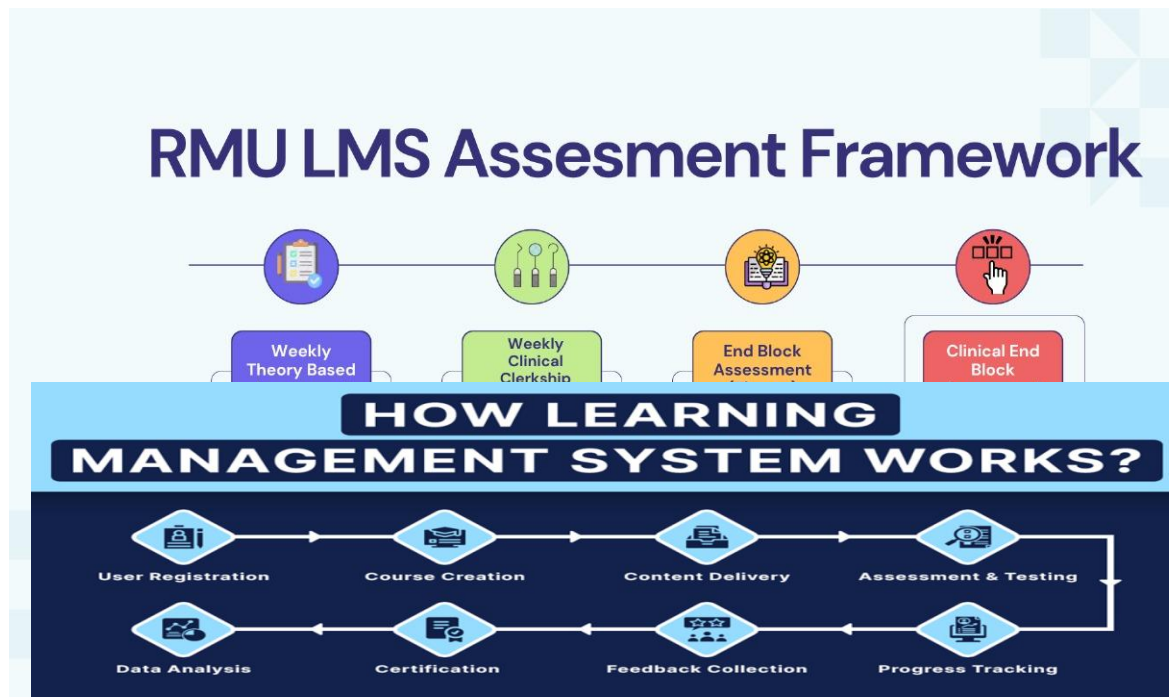 RMU LMS Assesment Framework
Weekly
Theory Based
Weekly
Clinical
Clerkship
End Block
Assessment
Clinical End
Block
HOW LEARNING
MANAGEMENT SYSTEM WORKS?
User Registration
Course Creation
Content Delivery
Assessment & Testing
Data Analysis
Certification
Feedback Collection
Progress Tracking